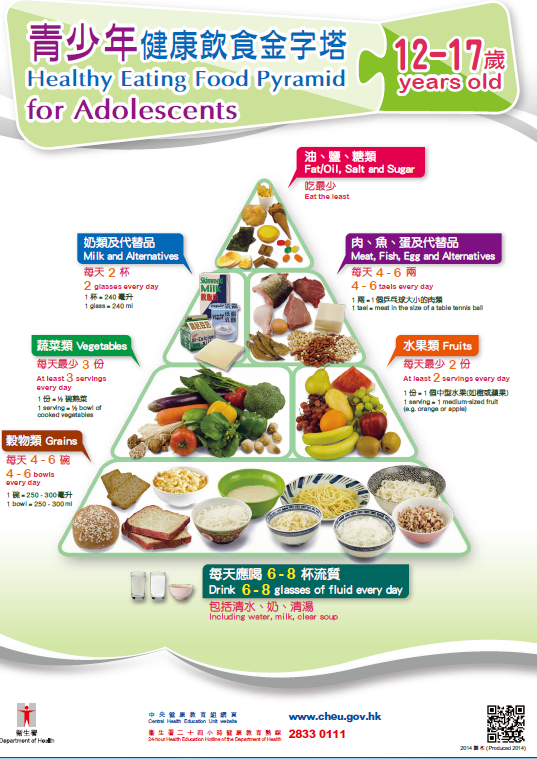 青少年健康飲食金字塔
Healthy Eating Food Pyramid
for Adolescents
12-17歲
years old
油、鹽、糖類
Fat/Oil, Salt and Sugar
吃最少
Eat the least
奶類及代替品
Milk and Alternatives
每天 2 杯
2 glasses every day
1 杯 = 240 毫升
1 glass = 240 ml
肉、魚、蛋及代替品
Meat, Fish, Egg and Alternatives
每天 4 - 6 兩
4 - 6 taels every day
1 兩 = 1個乒乓球大小的肉類
1 tael = meat in the size of a table tennis ball
Skimmed
Milk
蔬菜類 Vegetables
每天最少 3 份
At least 3 servings
every day
1 份 = ½ 碗熟菜
1 serving = ½ bowl of
cooked vegetables
水果類 Fruits
每天最少 2 份
At least 2 servings every day
1 份 = 1個中型水果(如橙或蘋果)
1 serving = 1 medium-sized fruit
(e.g. orange or apple)
穀物類 Grains
每天 4 - 6 碗
4 - 6 bowls
every day
1 碗 = 250 - 300毫升
1 bowl = 250 - 300 ml
每天應喝 6 - 8 杯流質
Drink 6 - 8 glasses of fluid every day
包括清水、奶、清湯
Including water, milk, clear soup
衞生署
Department of Health
中央健康教育組網頁
Central Health Education Unit website
www.cheu.gov.hk
衞生署二十四小時健康教育熱線
24-hour Health Education Hotline of the Department of Health
2833 0111
2014 製作 (Produced 2014)